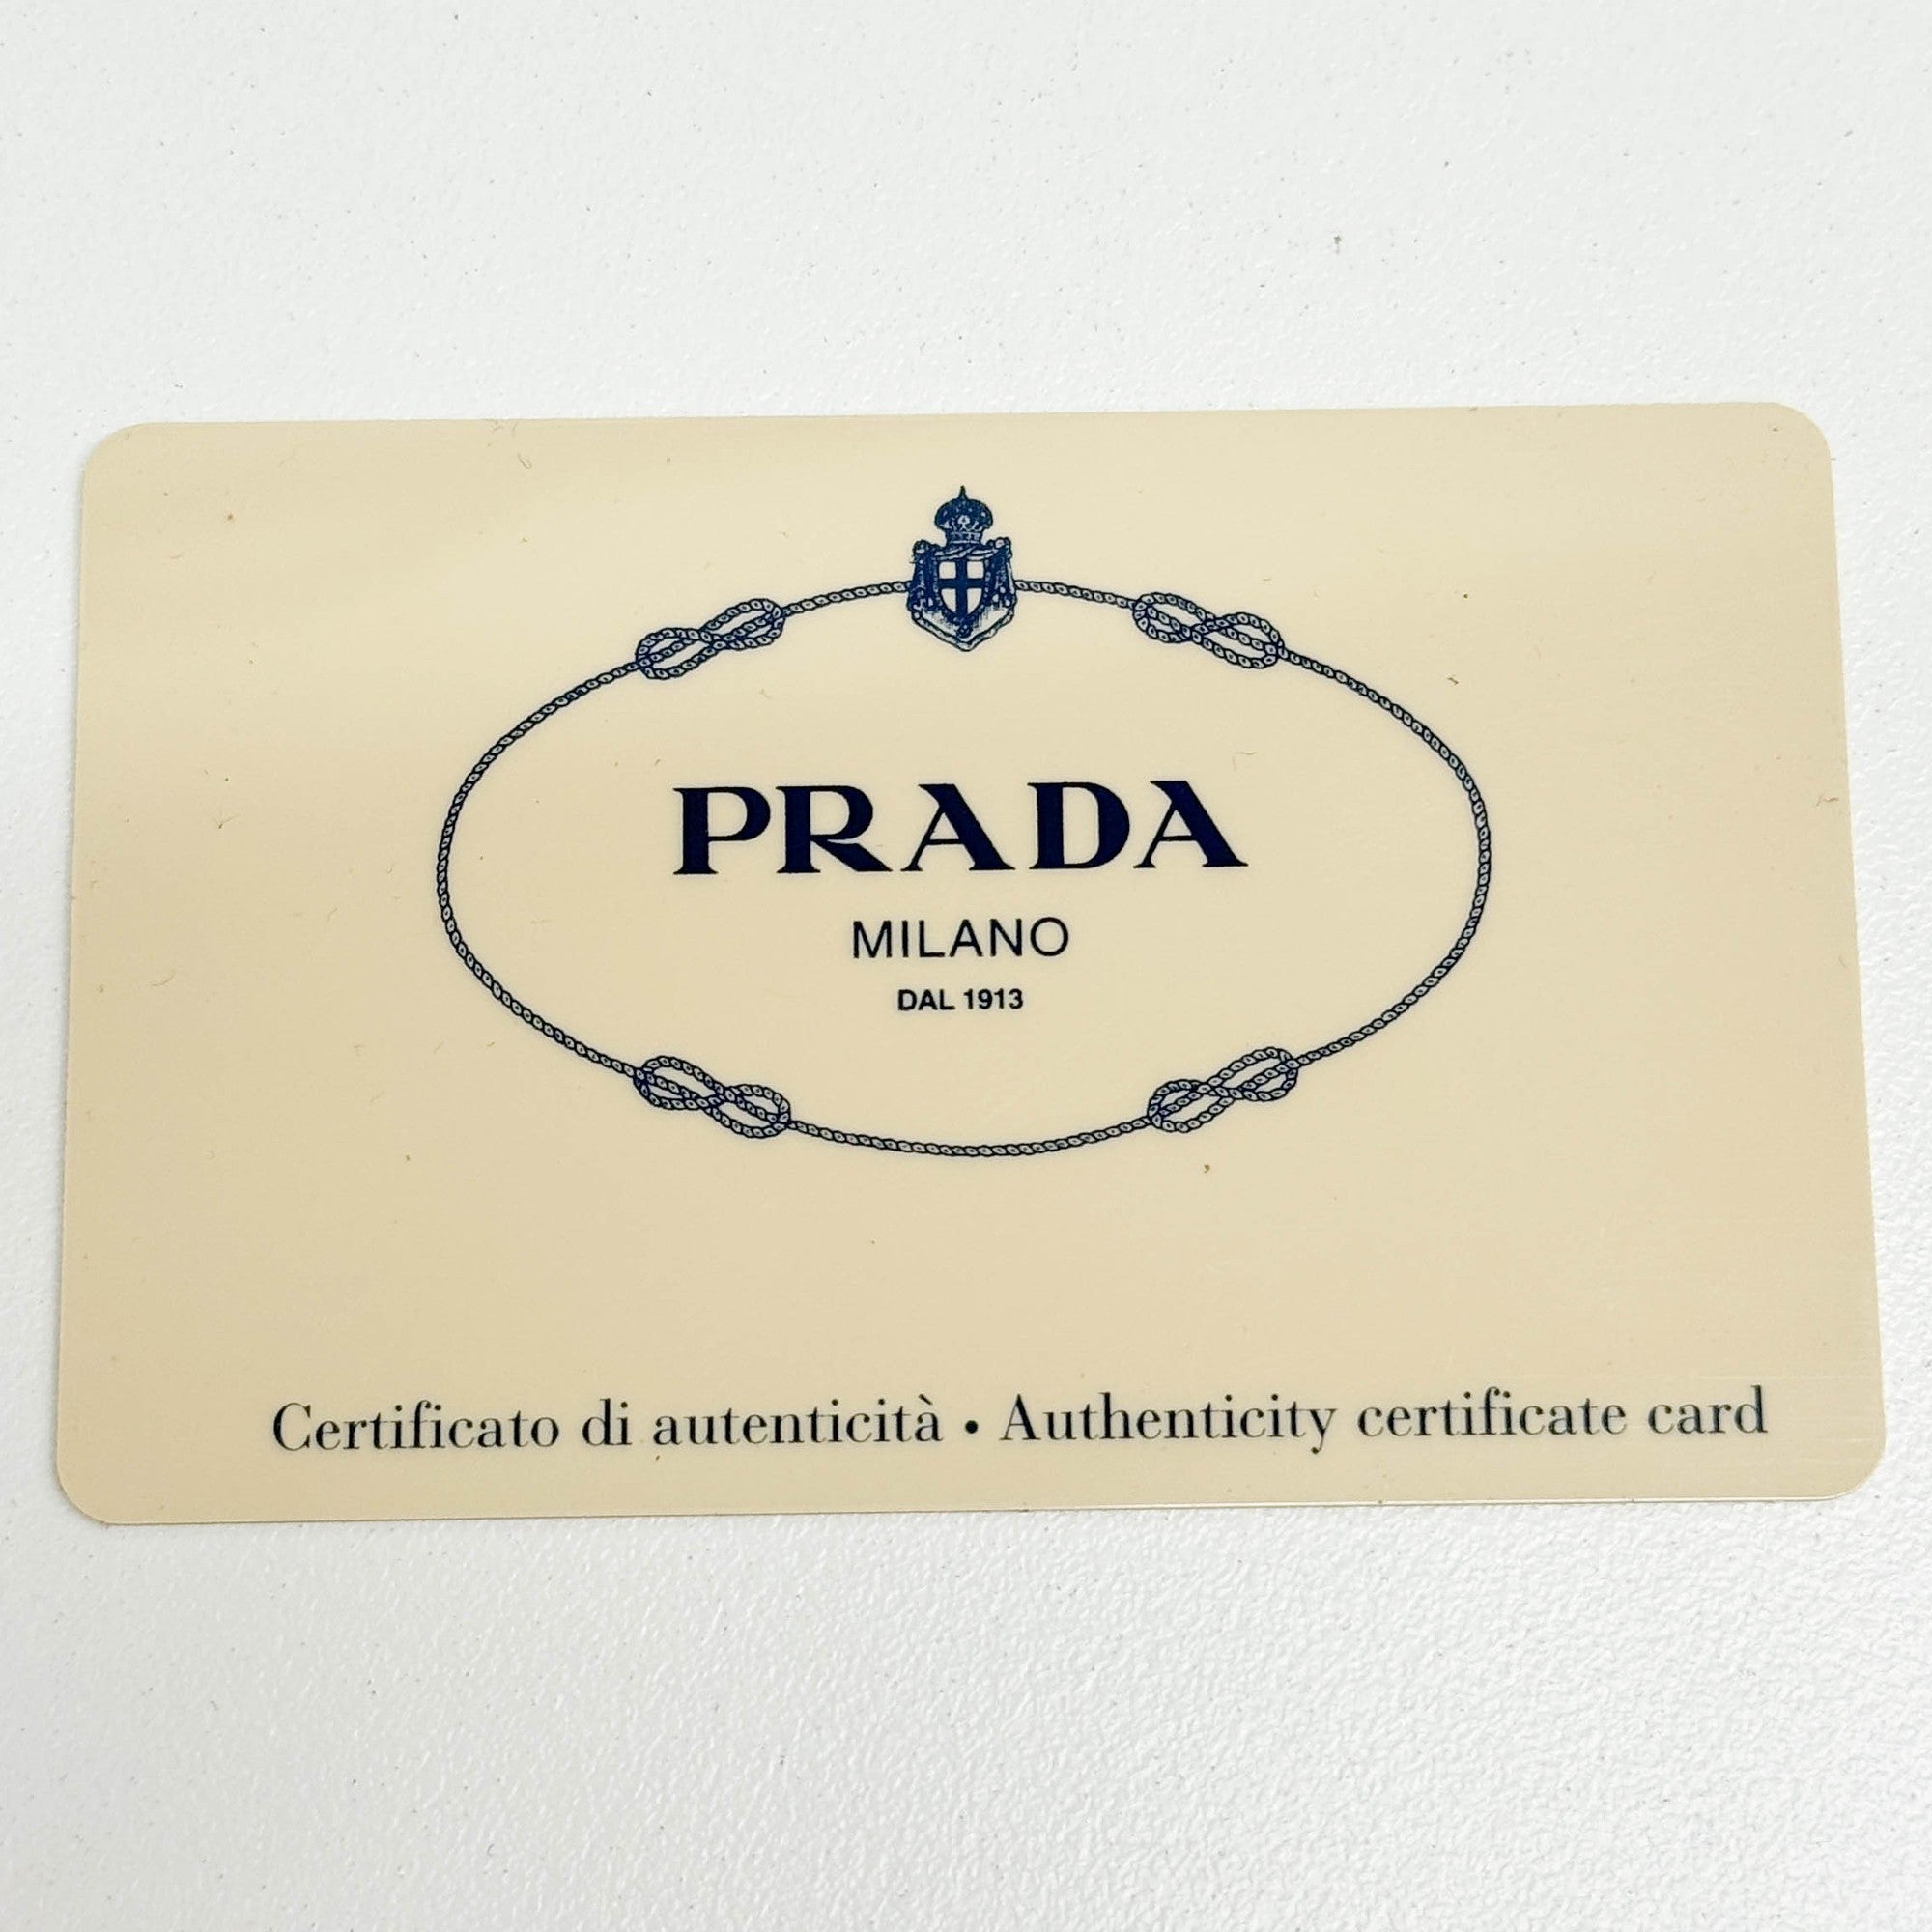 PRADA
MILANO
DAL 1913
Certificato di autenticità • Authenticity certificate card